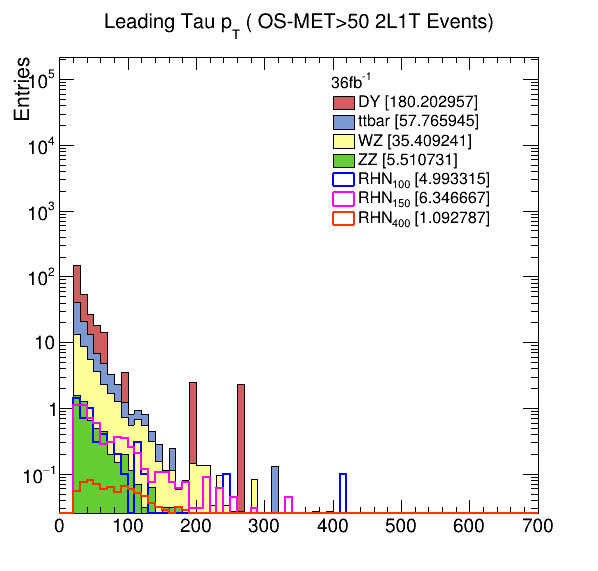 Leading Tau p_T ( OS-MET>50 2L1T Events)
Entries
36fb^-1
DY [180.202957]
ttbar [57.765945]
WZ [35.409241]
ZZ [5.510731]
RHN_100 [4.993315]
RHN_150 [6.346667]
RHN_400 [1.092787]
10^5
10^4
10^3
10^2
10
1
10^-1
0 100 200 300 400 500 600 700